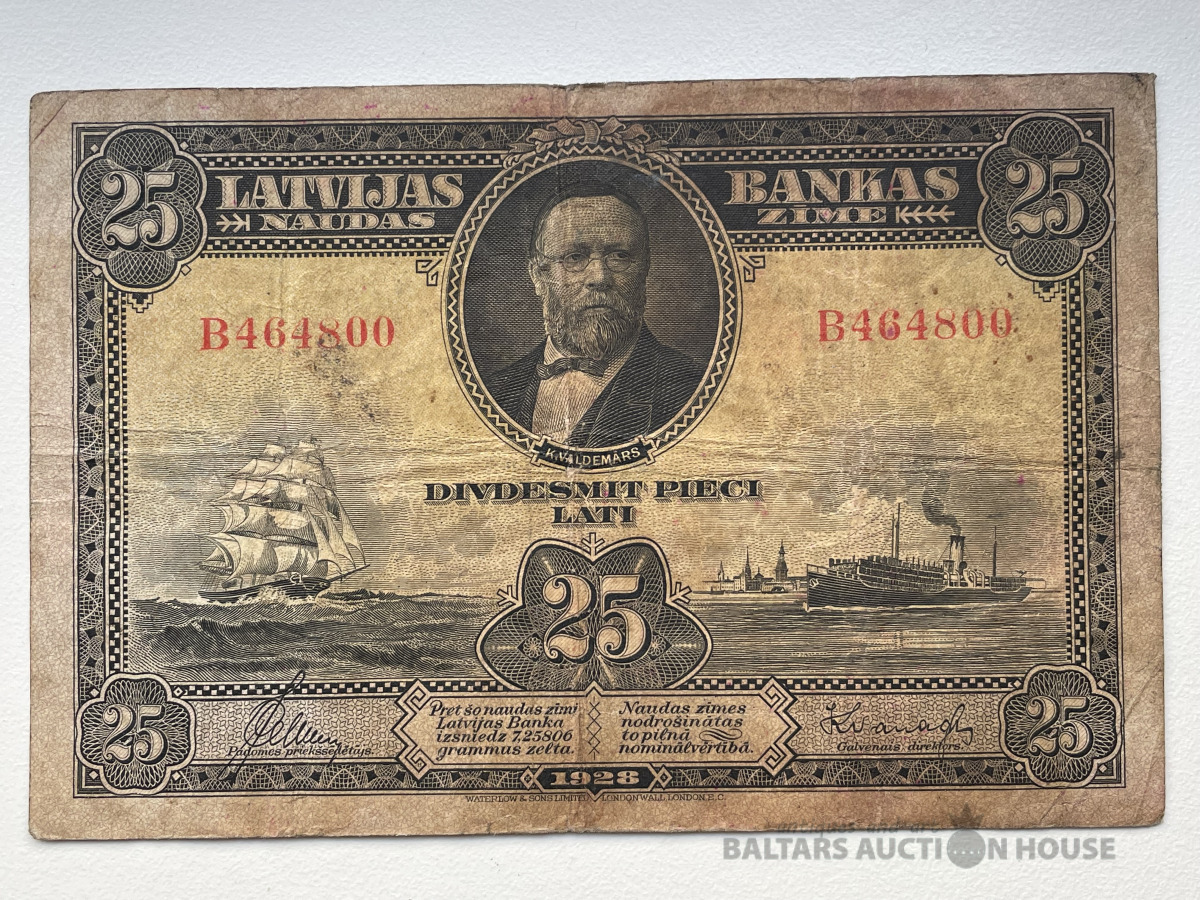 25 LATVIJAS BANKAS 25
NAUDAS ZIME
B464800 B464800
K.VALDEMARS
DIVDESMIT PIECI
LATI
25
Pret šo naudas zīmi
Latvijas Banka
izsniedz 7,25806
grammus zelta.
Naudas zīmes
nodrošinātas
to pilnā
nominālvērtībā.
25 25
Padomes priekšsēdētājs. Galvenais direktors.
1928
WATERLOW & SONS LIMITED, LONDON WALL, LONDON, E.C.
BALTARS AUCTION HOUSE